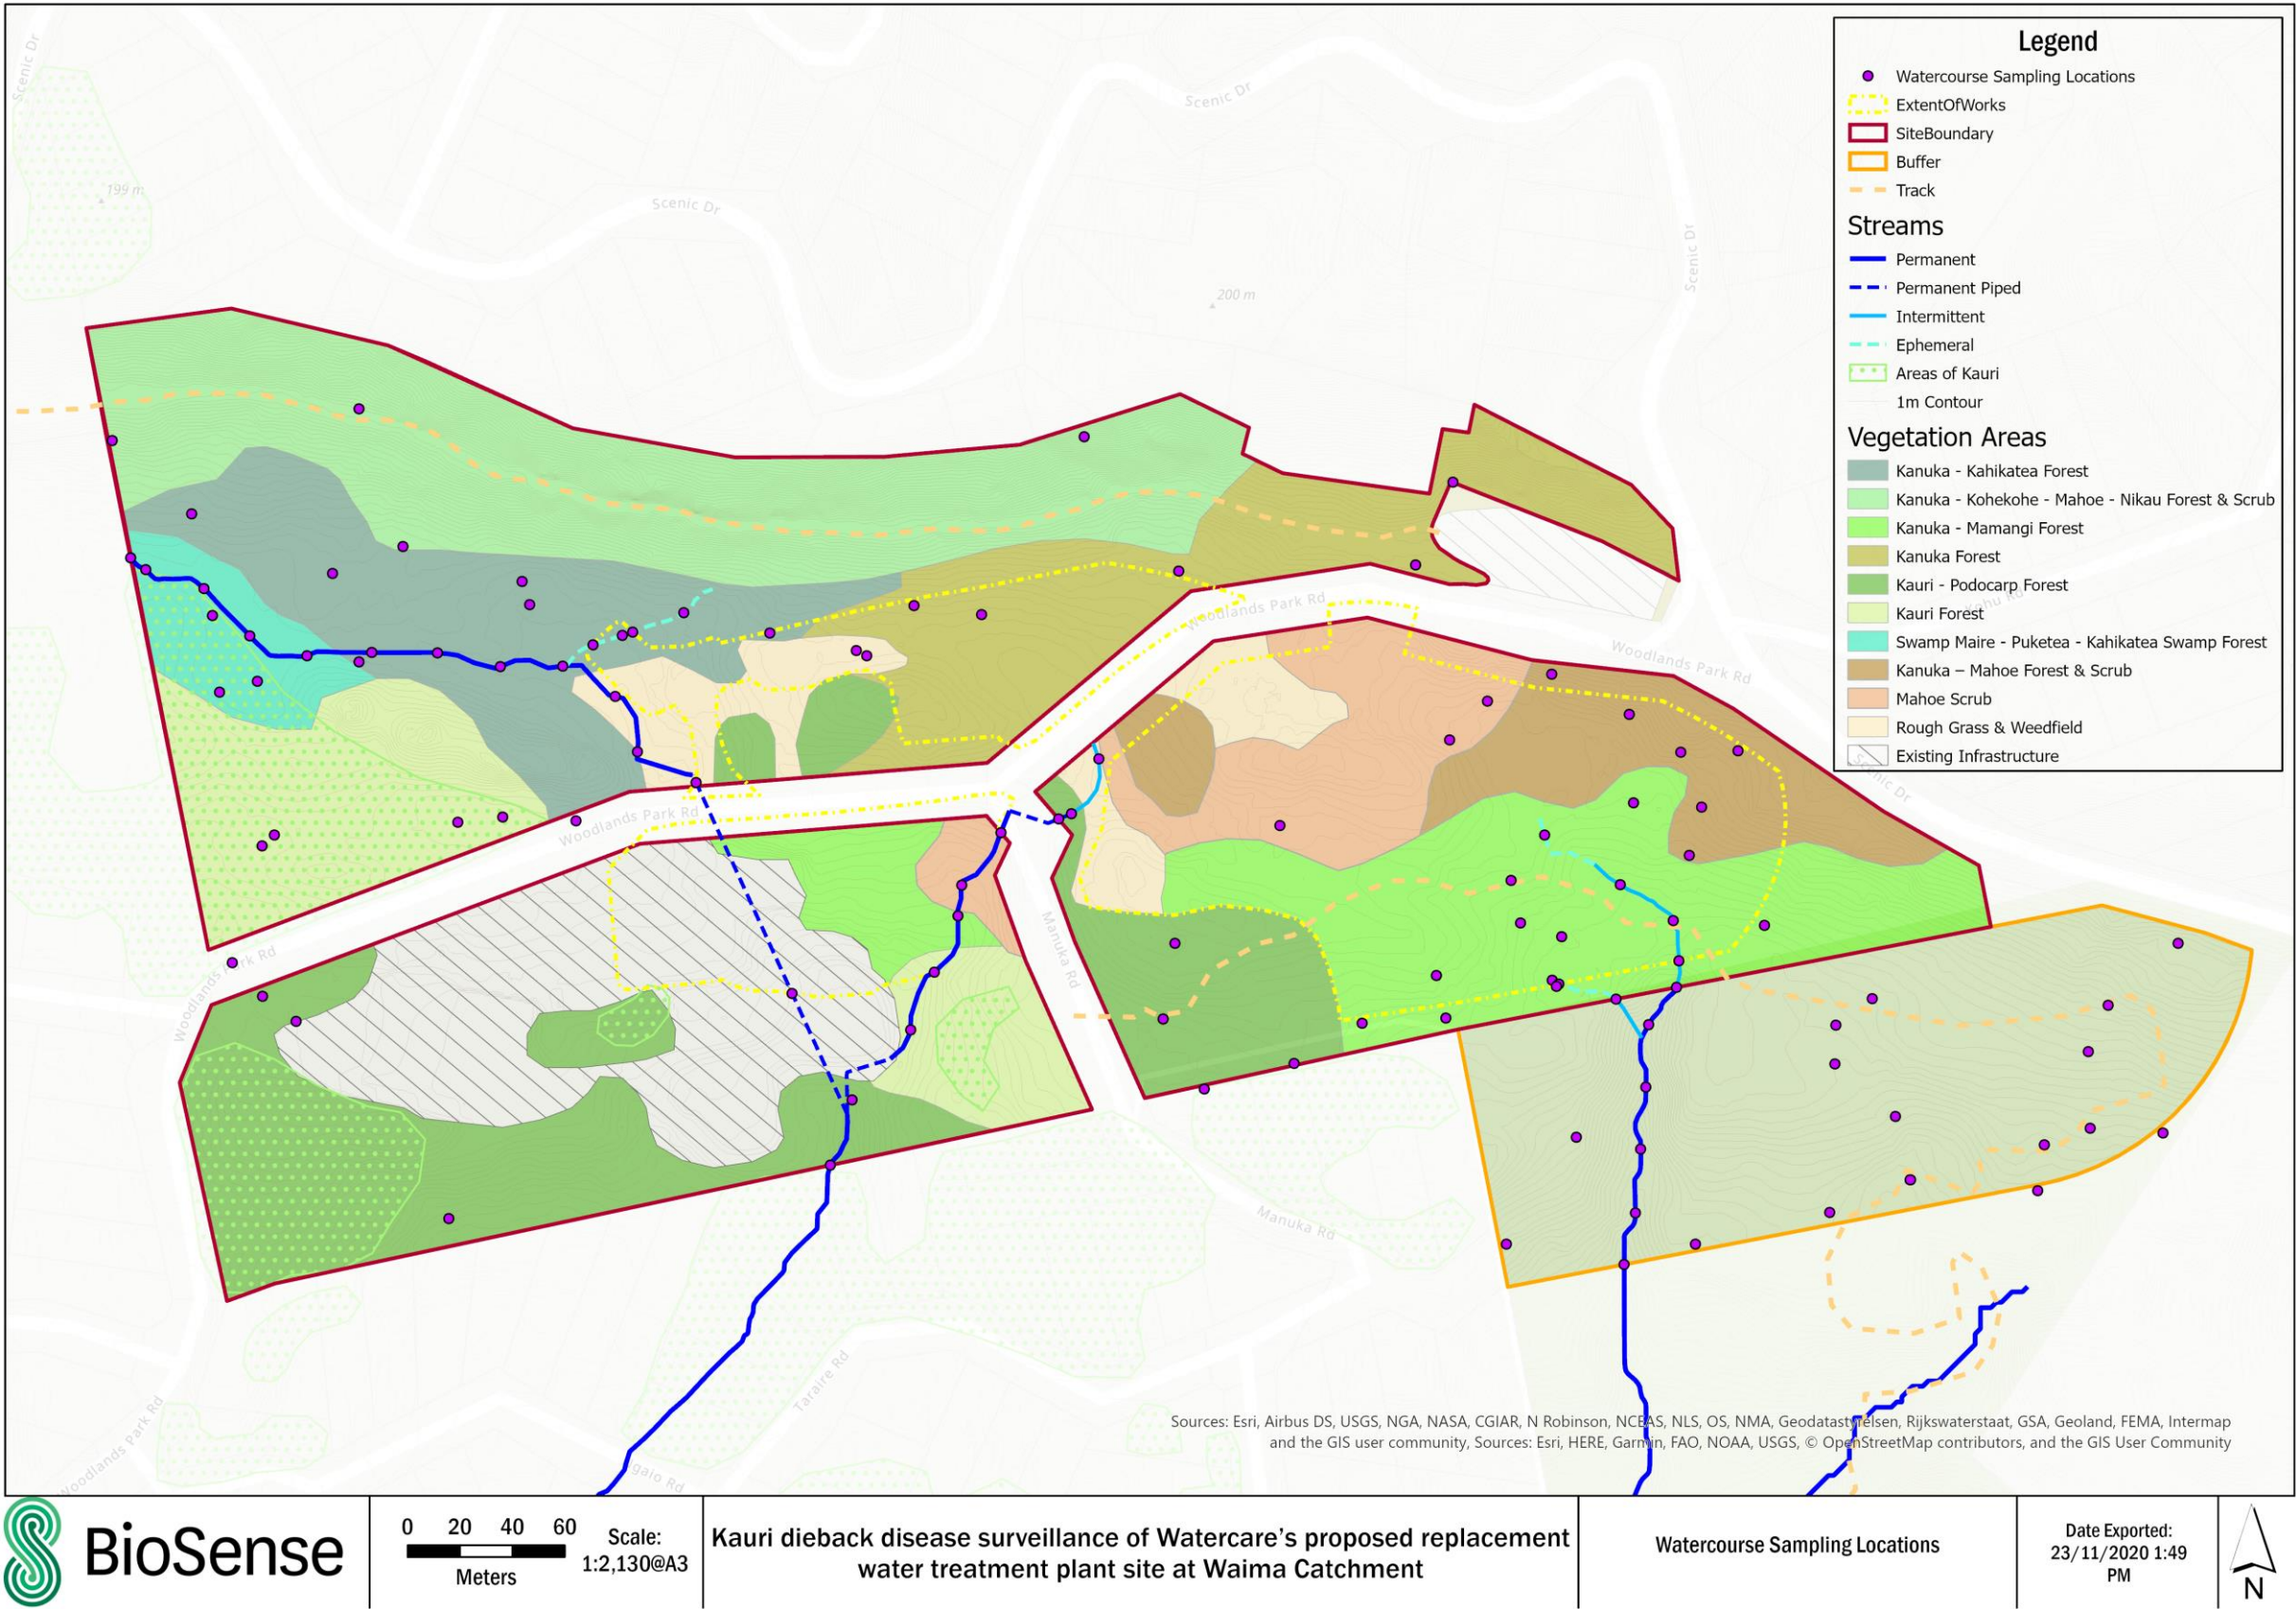 Scenic Dr
Scenic Dr
199 m
Scenic Dr
200 m
Scenic Dr
Woodlands Park Rd
Kahu Rd
Woodlands Park Rd
Scenic Dr
Woodlands Park Rd
Woodlands Park Rd
Manuka Rd
Manuka Rd
Taraire Rd
Woodlands Park Rd
Legend
Watercourse Sampling Locations
ExtentOfWorks
SiteBoundary
Buffer
Track
Streams
Permanent
Permanent Piped
Intermittent
Ephemeral
Areas of Kauri
1m Contour
Vegetation Areas
Kanuka - Kahikatea Forest
Kanuka - Kohekohe - Mahoe - Nikau Forest & Scrub
Kanuka - Mamangi Forest
Kanuka Forest
Kauri - Podocarp Forest
Kauri Forest
Swamp Maire - Puketea - Kahikatea Swamp Forest
Kanuka – Mahoe Forest & Scrub
Mahoe Scrub
Rough Grass & Weedfield
Existing Infrastructure
Sources: Esri, Airbus DS, USGS, NGA, NASA, CGIAR, N Robinson, NCEAS, NLS, OS, NMA, Geodatastyrelsen, Rijkswaterstaat, GSA, Geoland, FEMA, Intermap
and the GIS user community, Sources: Esri, HERE, Garmin, FAO, NOAA, USGS, © OpenStreetMap contributors, and the GIS User Community
BioSense
0 20 40 60
Meters
Scale:
1:2,130@A3
Kauri dieback disease surveillance of Watercare's proposed replacement
water treatment plant site at Waima Catchment
Watercourse Sampling Locations
Date Exported:
23/11/2020 1:49
PM
N